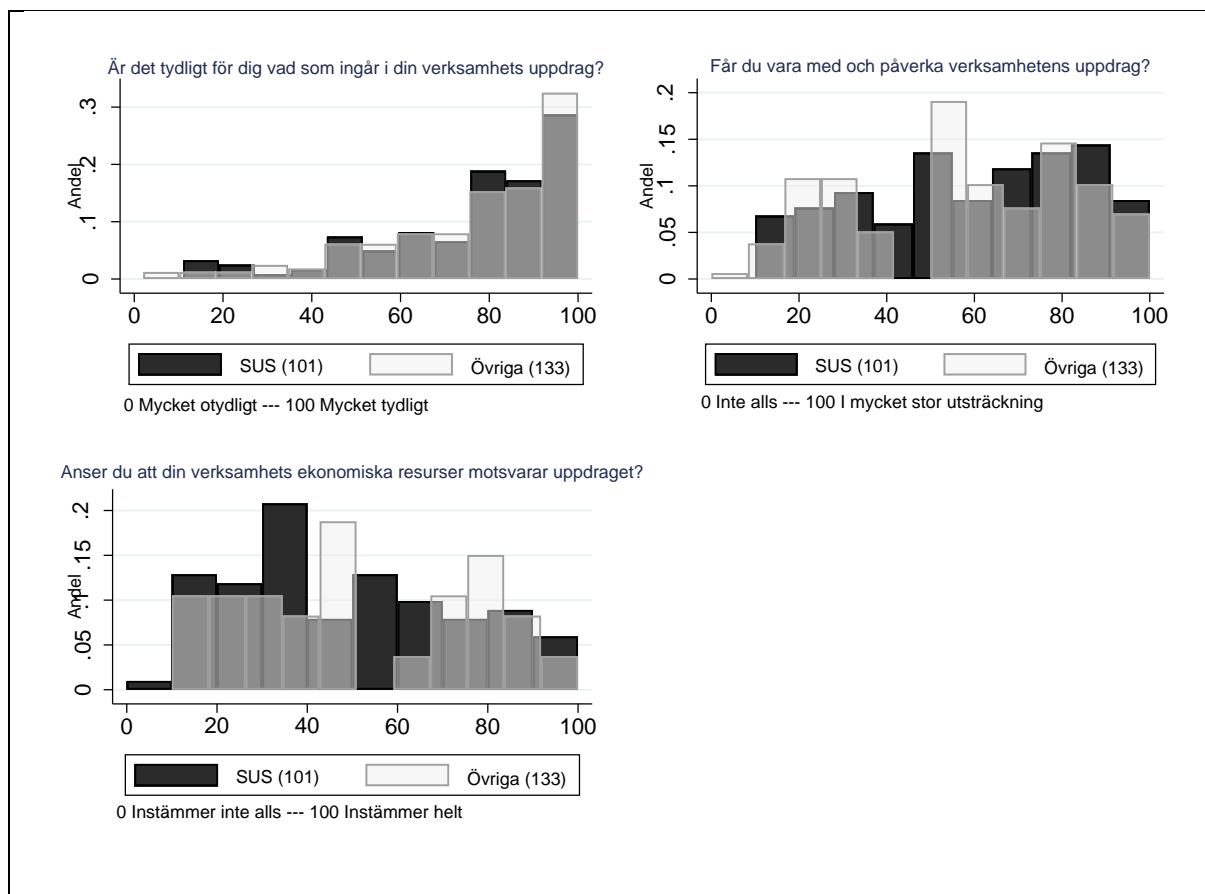 Är det tydligt för dig vad som ingår i din verksamhets uppdrag?
Andel
.3
.2
.1
0
0 20 40 60 80 100
SUS (101) Övriga (133)
0 Mycket otydligt --- 100 Mycket tydligt
Får du vara med och påverka verksamhetens uppdrag?
Andel
.2
.15
.1
.05
0
0 20 40 60 80 100
SUS (101) Övriga (133)
0 Inte alls --- 100 I mycket stor utsträckning
Anser du att din verksamhets ekonomiska resurser motsvarar uppdraget?
Andel
.2
.15
.1
.05
0
0 20 40 60 80 100
SUS (101) Övriga (133)
0 Instämmer inte alls --- 100 Instämmer helt